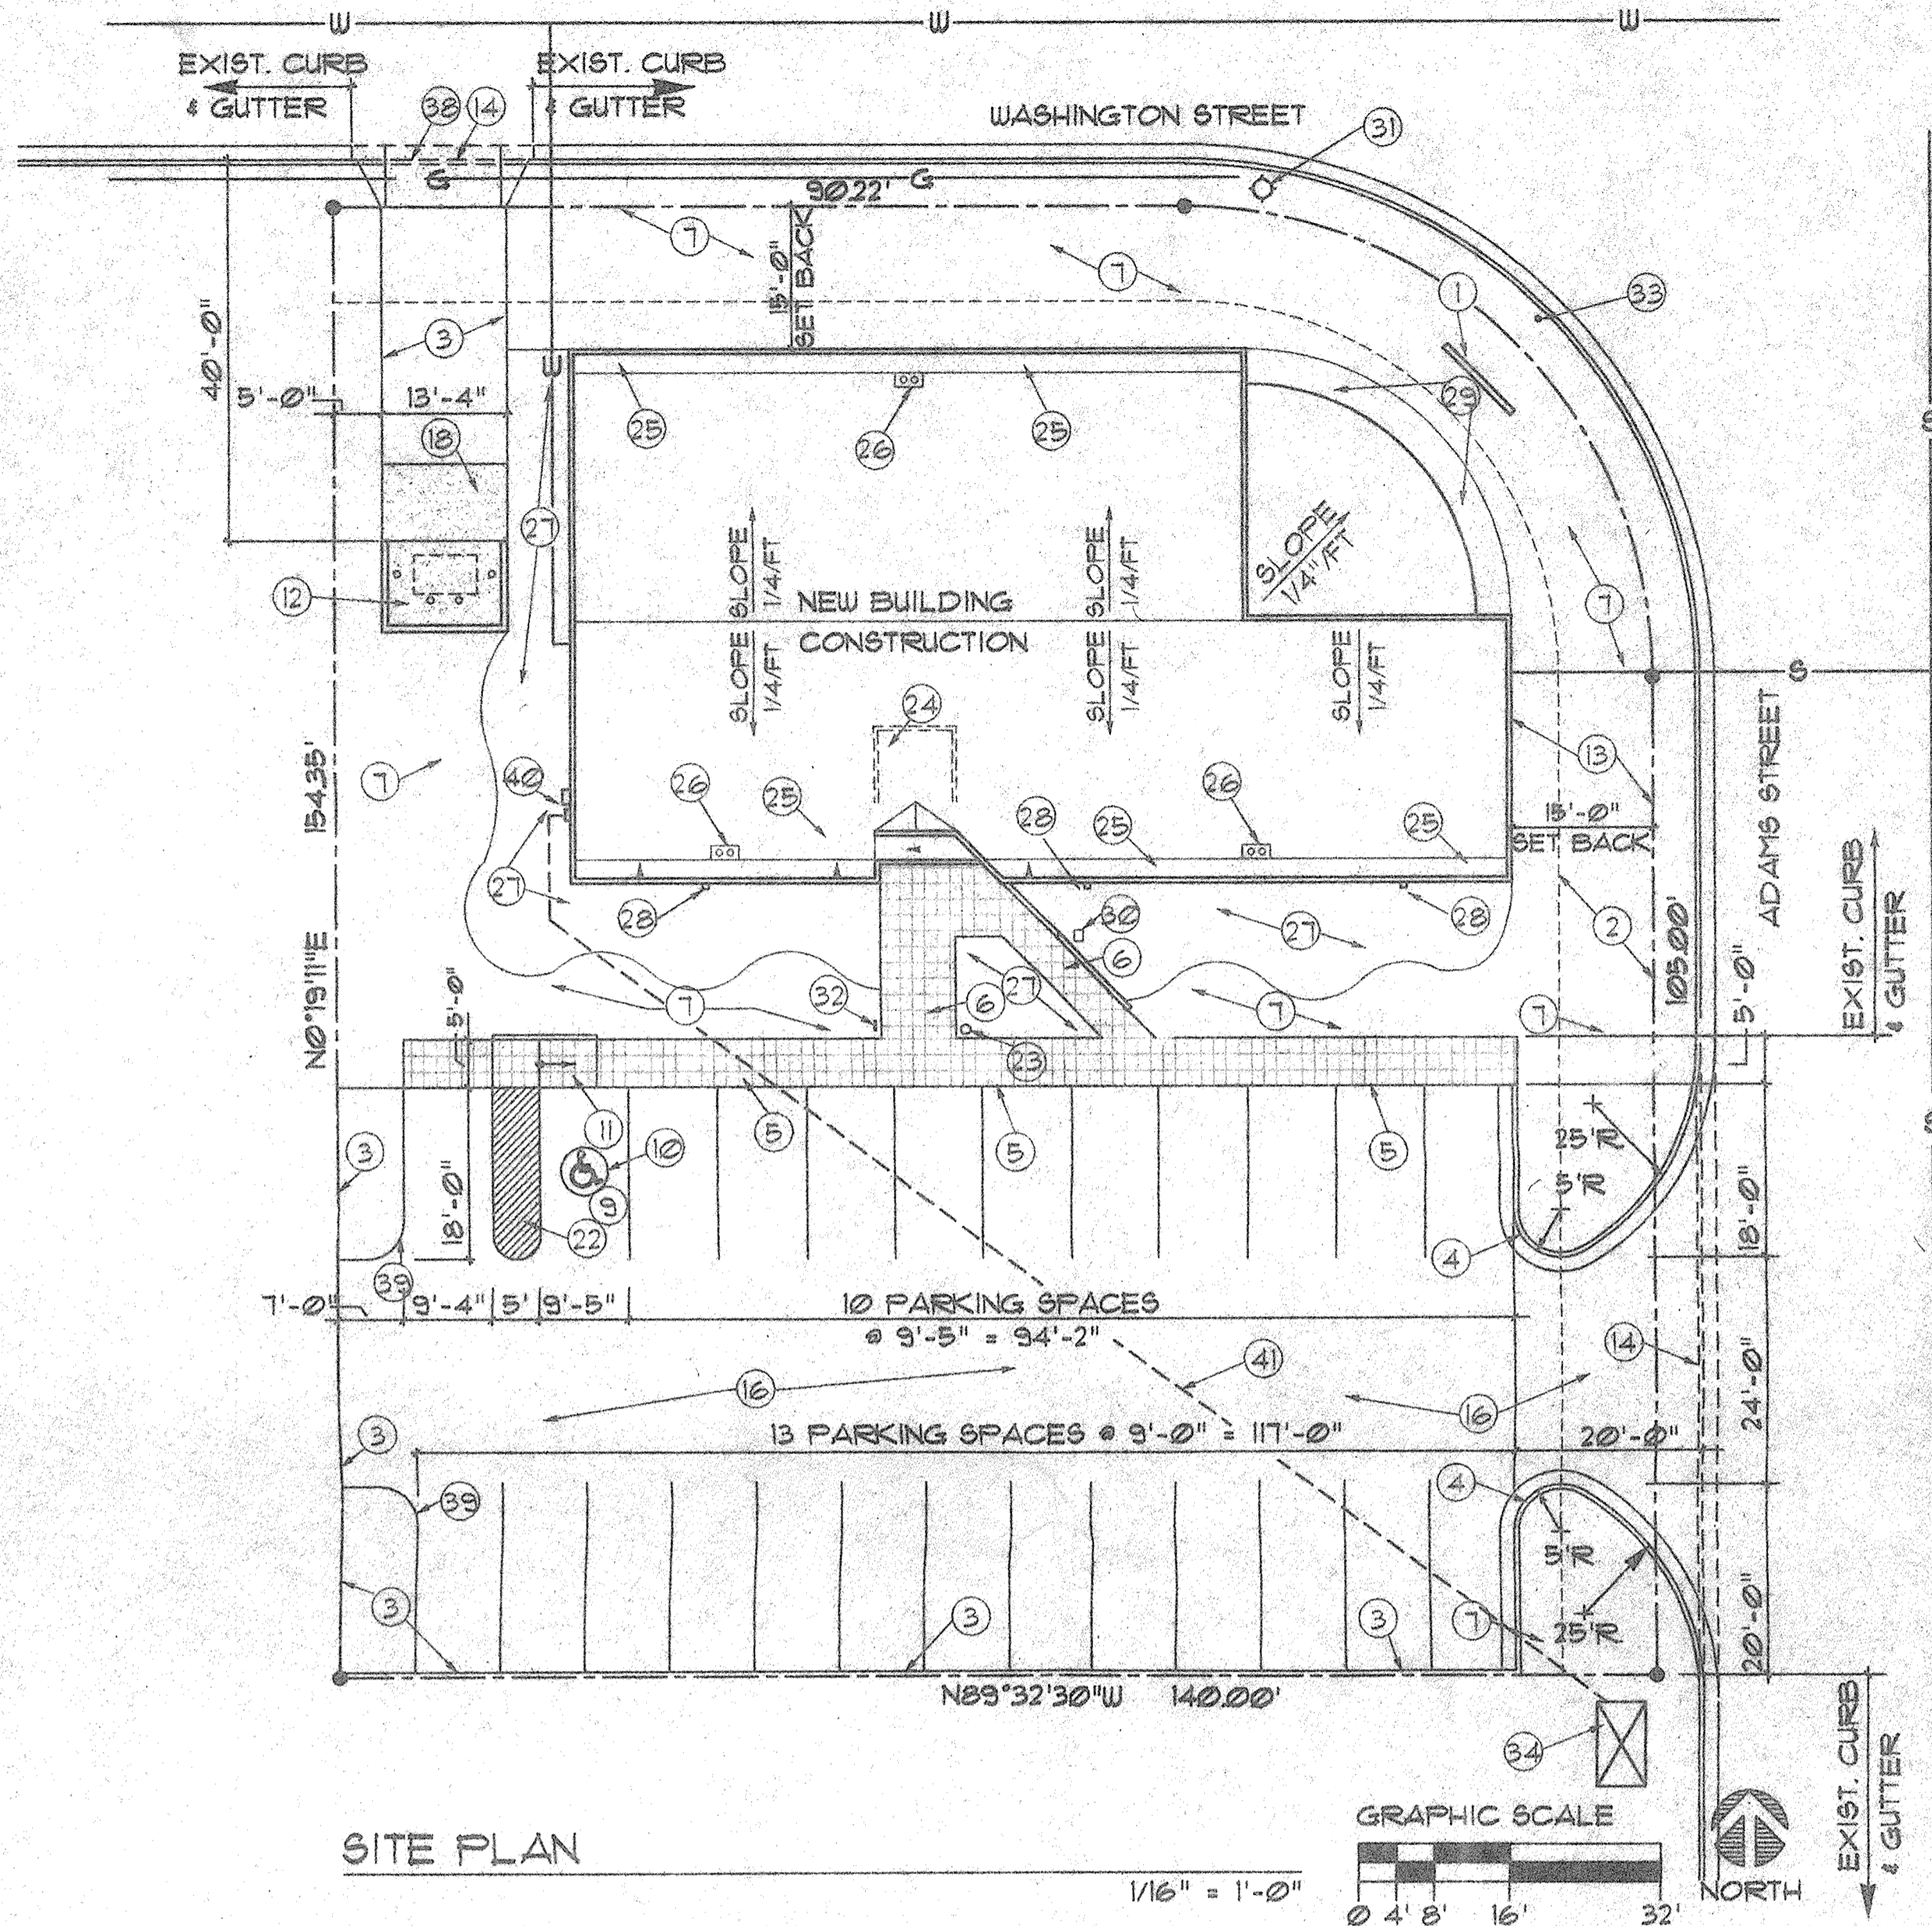 W W W
EXIST. CURB
& GUTTER
EXIST. CURB
& GUTTER
38 14
WASHINGTON STREET
31
G G
90.22'
7
15'-0"
SET BACK
7
1
33
40'-0"
3
W
5'-0"
13'-4"
18
25
26
25
29
27
12
SLOPE
1/4/FT
SLOPE
1/4/FT
SLOPE
1/4"/FT
7
NEW BUILDING
CONSTRUCTION
SLOPE
1/4/FT
SLOPE
1/4/FT
SLOPE
1/4/FT
S
24
13
ADAMS STREET
154.35'
7
40
26
25
26
28
25
25
15'-0"
SET BACK
27
28
30
27
28
2
105.00'
5'-0"
EXIST. CURB
& GUTTER
N0°19'11"E
6
5'-0"
7
32
6
27
7
7
23
3
11
5
5
5
25'R
5'R
10
9
18'-0"
22
4
18'-0"
39
7'-0"
9'-4"
5'
9'-5"
10 PARKING SPACES
@ 9'-5" = 94'-2"
41
14
24'-0"
16
16
3
13 PARKING SPACES @ 9'-0" = 117'-0"
20'-0"
39
4
5'R
3
3
3
7
25'R
20'-0"
N89°32'30"W 140.00'
34
EXIST. CURB
& GUTTER
SITE PLAN
1/16" = 1'-0"
GRAPHIC SCALE
0 4' 8' 16' 32'
NORTH